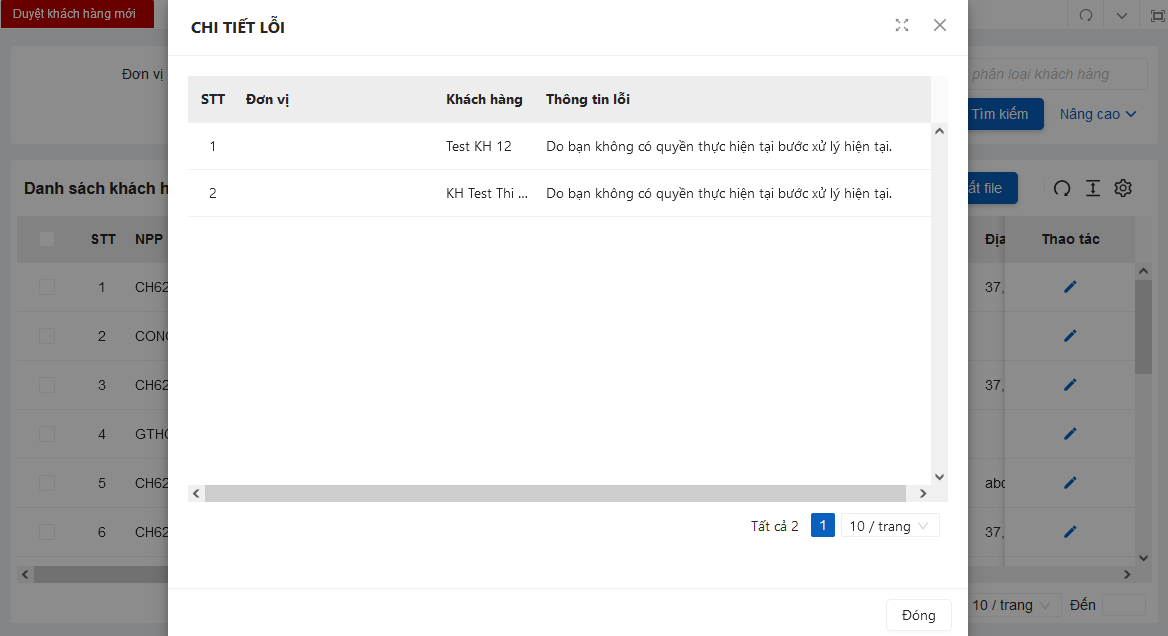 Duyệt khách hàng mới
CHI TIẾT LỖI
Đơn vị
phân loại khách hàng
Tìm kiếm
Nâng cao
STT Đơn vị Khách hàng Thông tin lỗi
1 Test KH 12 Do bạn không có quyền thực hiện tại bước xử lý hiện tại.
2 KH Test Thi ... Do bạn không có quyền thực hiện tại bước xử lý hiện tại.
Danh sách khách h
ất file
STT NPP Địa Thao tác
1 CH62 37,
2 CONG
3 CH62 37,
4 GTHG
5 CH62 abc
6 CH62 37,
Tất cả 2 1 10 / trang
10 / trang Đến
Đóng